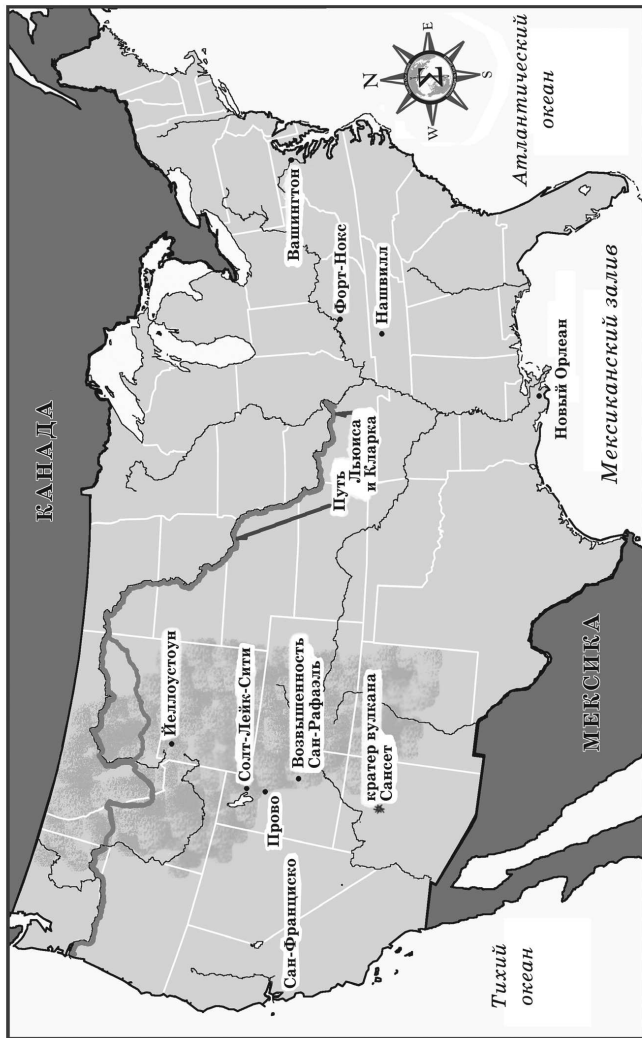 КАНАДА
Йеллоустоун
Солт-Лейк-Сити
Прово
Возвышенность
Сан-Рафаэль
Сан-Франциско
кратер вулкана
Сансет
Путь
Льюиса
и Кларка
Вашингтон
Форт-Нокс
Нашвилл
Новый Орлеан
N
W
E
S
Σ
Тихий
океан
МЕКСИКА
Мексиканский залив
Атлантический
океан